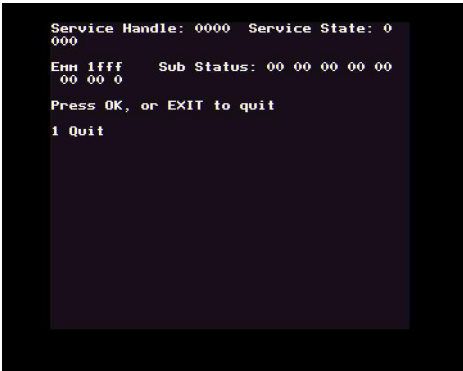 Service Handle: 0000  Service State: 0
000
Emm 1fff    Sub Status: 00 00 00 00 00
 00 00 0
Press OK, or EXIT to quit
1 Quit